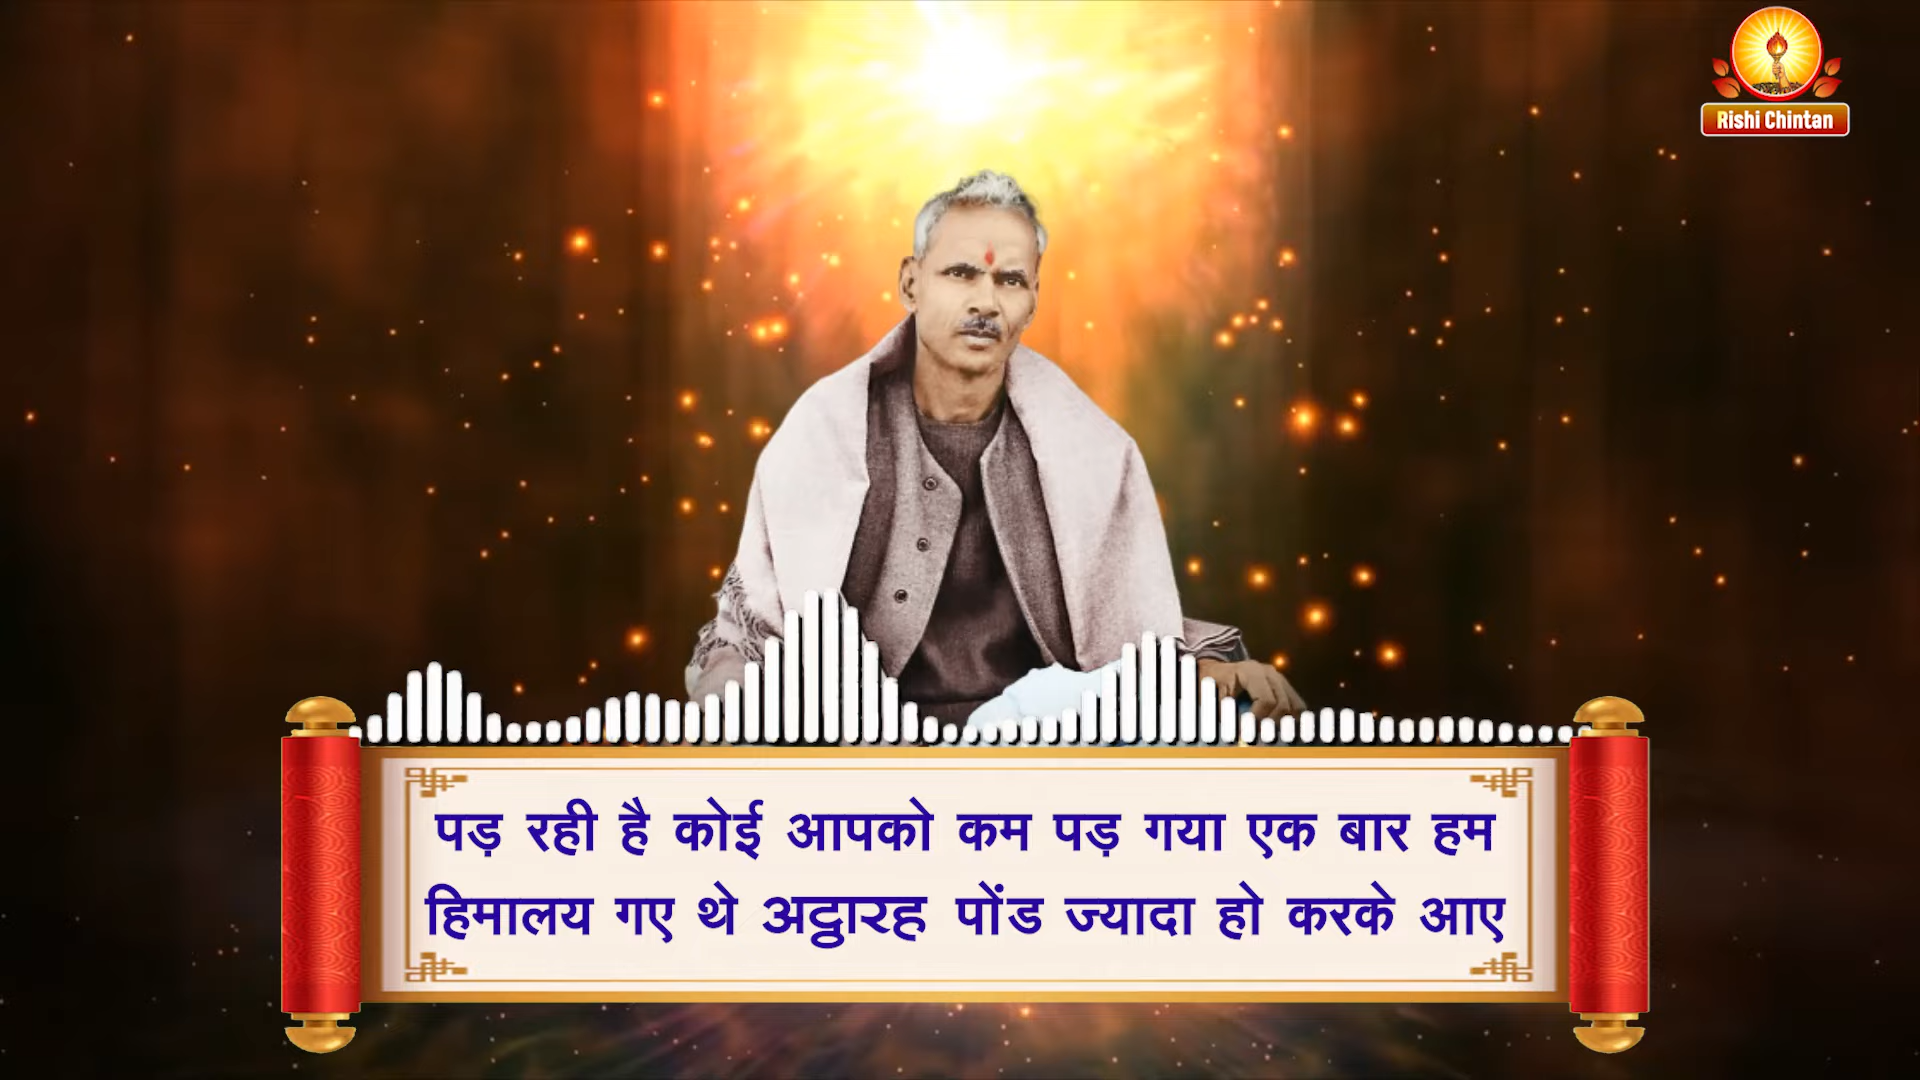 Rishi Chintan
पड़ रही है कोई आपको कम पड़ गया एक बार हम
हिमालय गए थे अट्ठारह पोंड ज्यादा हो करके आए